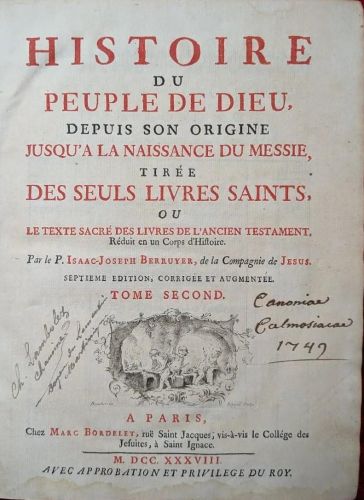 HISTOIRE
DU
PEUPLE DE DIEU,
DEPUIS SON ORIGINE
JUSQU'A LA NAISSANCE DU MESSIE,
TIRÉE
DES SEULS LIVRES SAINTS,
OU
LE TEXTE SACRÉ DES LIVRES DE L'ANCIEN TESTAMENT,
Réduit en un Corps d'Histoire.
Par le P. ISAAC-JOSEPH BERRUYER, de la Compagnie de JESUS.
SEPTIEME EDITION, CORRIGÉE ET AUGMENTÉE.
TOME SECOND.
Canoniae
Calmosiacae
1749
ch. Lambolez
A PARIS,
Chez MARC BORDELET, ruë Saint Jacques, vis-à-vis le Collége des
Jesuites, à Saint Ignace.
M. DCC. XXXVIII.
AVEC APPROBATION ET PRIVILEGE DU ROY.